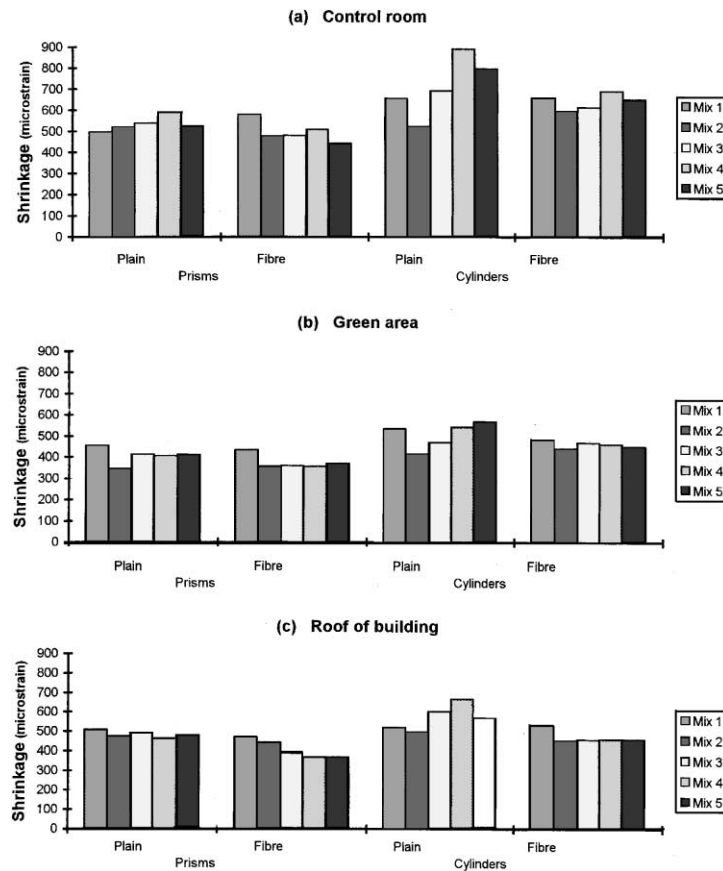 (a) Control room
Shrinkage (microstrain)
900
800
700
600
500
400
300
200
100
0
Plain
Fibre
Plain
Fibre
Prisms
Cylinders
Mix 1
Mix 2
Mix 3
Mix 4
Mix 5
(b) Green area
Shrinkage (microstrain)
900
800
700
600
500
400
300
200
100
0
Plain
Fibre
Plain
Fibre
Prisms
Cylinders
Mix 1
Mix 2
Mix 3
Mix 4
Mix 5
(c) Roof of building
Shrinkage (microstrain)
900
800
700
600
500
400
300
200
100
0
Plain
Fibre
Plain
Fibre
Prisms
Cylinders
Mix 1
Mix 2
Mix 3
Mix 4
Mix 5